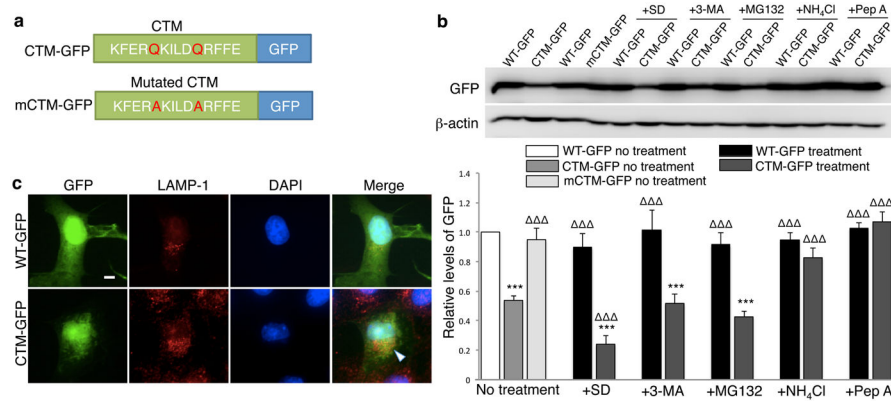 a
CTM
CTM-GFP
KFERQKILDQRFFE
GFP
Mutated CTM
mCTM-GFP
KFERAKILDARFFE
GFP
b
+SD
+3-MA
+MG132
+NH₄Cl
+Pep A
WT-GFP
CTM-GFP
WT-GFP
mCTM-GFP
WT-GFP
CTM-GFP
WT-GFP
CTM-GFP
WT-GFP
CTM-GFP
WT-GFP
CTM-GFP
WT-GFP
CTM-GFP
GFP
β-actin
WT-GFP no treatment
CTM-GFP no treatment
mCTM-GFP no treatment
WT-GFP treatment
CTM-GFP treatment
Relative levels of GFP
1.4
1.2
1.0
0.8
0.6
0.4
0.2
0
***
ΔΔΔ
ΔΔΔ
ΔΔΔ
***
ΔΔΔ
***
ΔΔΔ
***
ΔΔΔ
ΔΔΔ
ΔΔΔ
ΔΔΔ
No treatment
+SD
+3-MA
+MG132
+NH₄Cl
+Pep A
c
GFP
LAMP-1
DAPI
Merge
WT-GFP
CTM-GFP